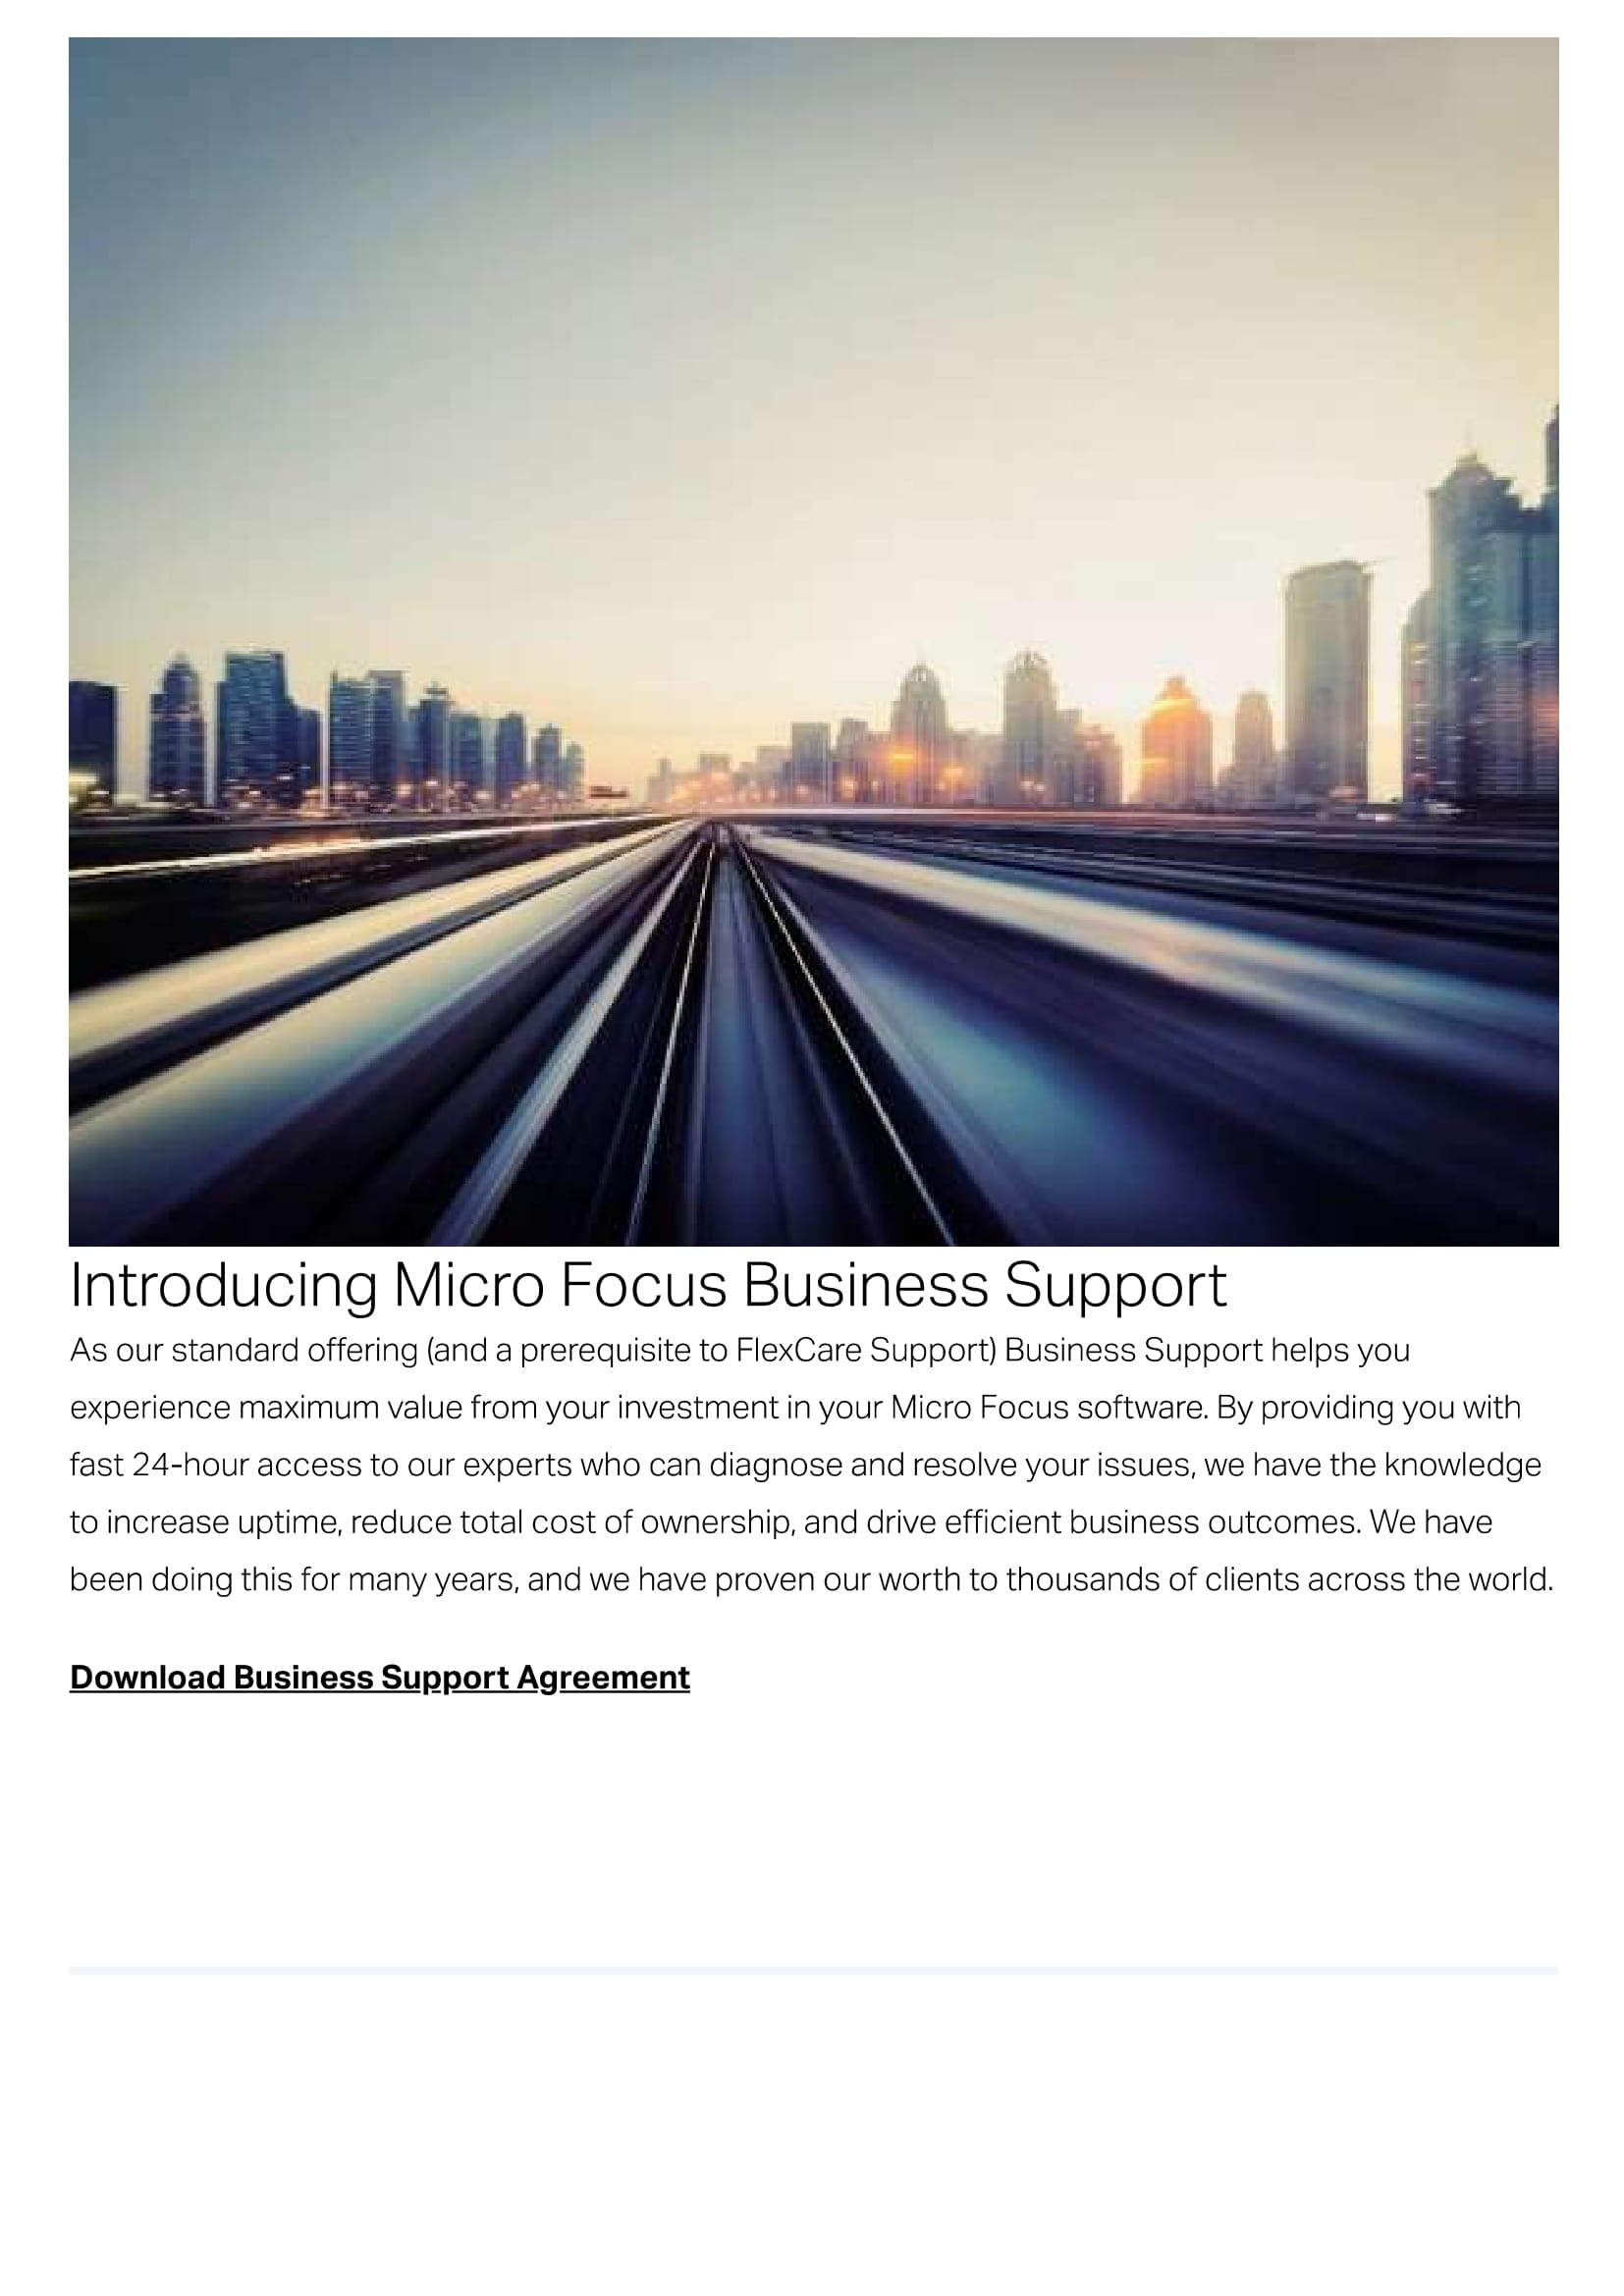 Introducing Micro Focus Business Support
As our standard offering (and a prerequisite to FlexCare Support) Business Support helps you
experience maximum value from your investment in your Micro Focus software. By providing you with
fast 24-hour access to our experts who can diagnose and resolve your issues, we have the knowledge
to increase uptime, reduce total cost of ownership, and drive efficient business outcomes. We have
been doing this for many years, and we have proven our worth to thousands of clients across the world.
Download Business Support Agreement